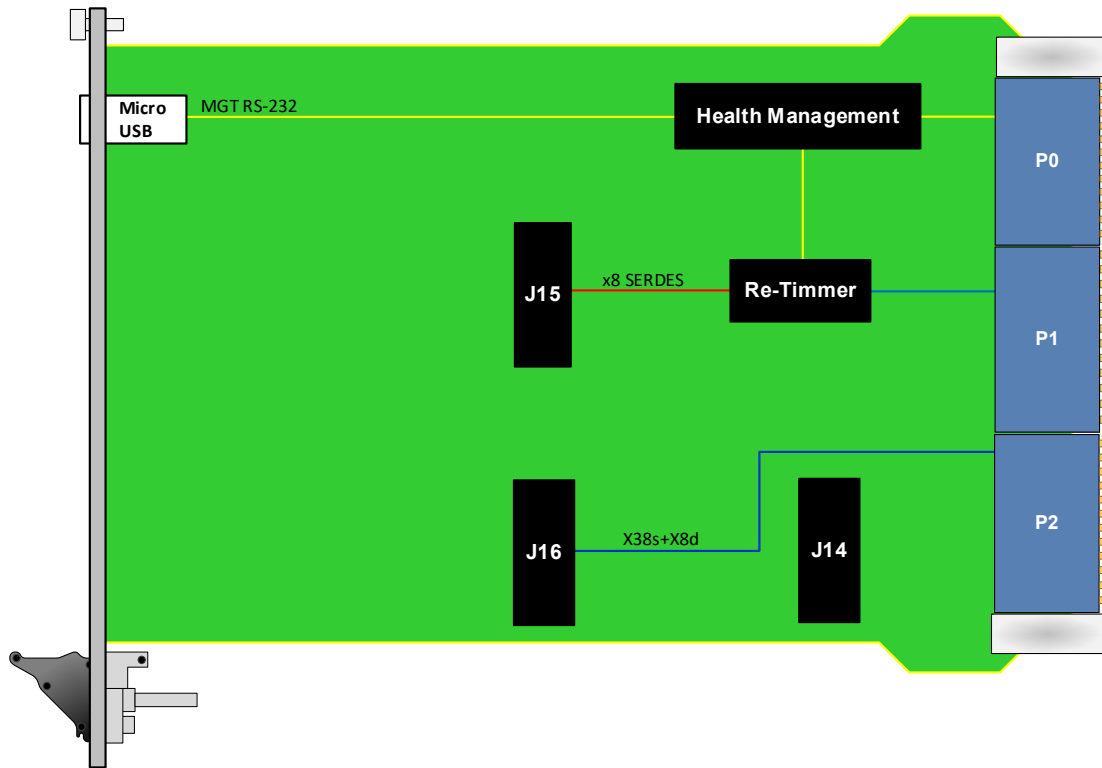 Micro
USB
MGT RS-232
Health Management
P0
J15
x8 SERDES
Re-Timmer
P1
J16
X38s+X8d
J14
P2